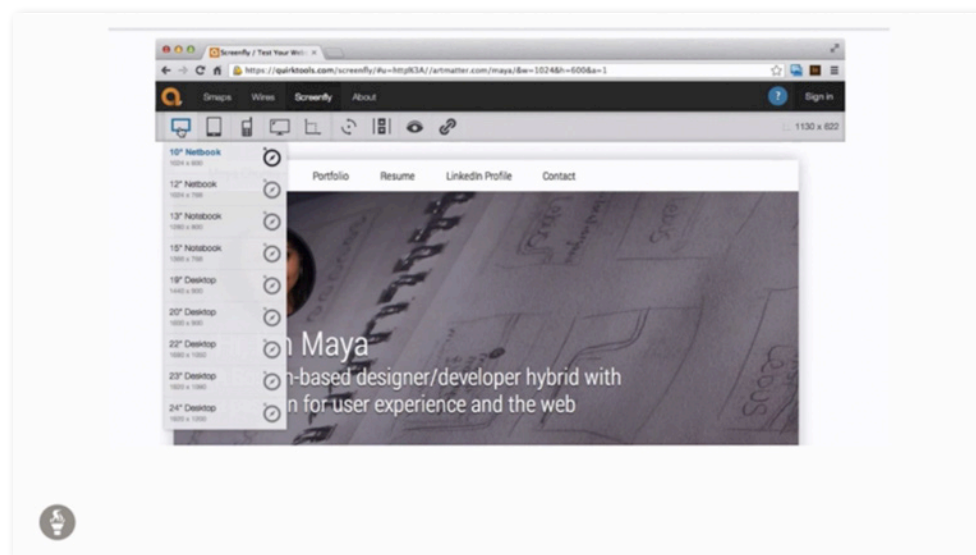 Screenfly / Test Your Web
https://quirktools.com/screenfly/#u=http%3A//artmatter.com/maya/&w=1024&h=600&a=1
Smaps Wires Screenfly About ? Sign in
1130 x 622
10" Netbook
1024 x 600
Portfolio Resume LinkedIn Profile Contact
12" Netbook
1024 x 768
13" Notebook
1280 x 800
15" Notebook
1366 x 768
19" Desktop
1440 x 900
20" Desktop
1600 x 900
22" Desktop
1680 x 1050
Maya
23" Desktop
-based designer/developer hybrid with
24" Desktop
n for user experience and the web
1920 x 1200